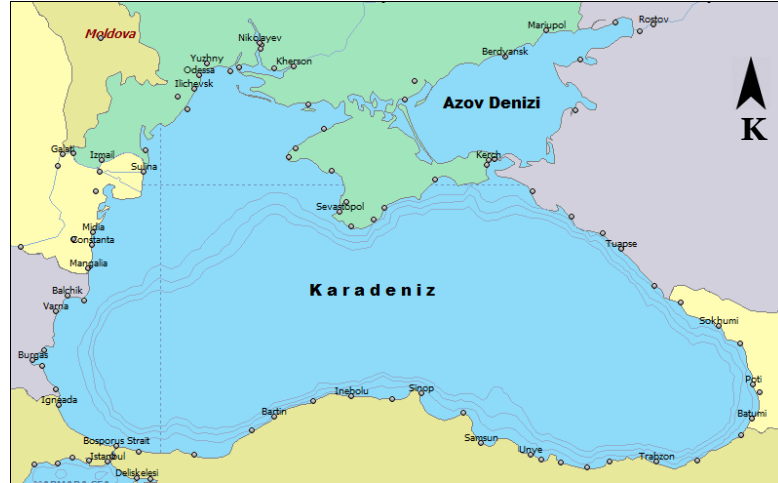 Moldova
Nikolayev
Mariupol
Rostov
Yuzhny
Kherson
Berdyansk
Odessa
Ilichevsk
Azov Denizi
K
Galati
Izmail
Sulina
Kerch
Sevastopol
Midia
Constanta
Tuapse
Mangalia
Balchik
Karadeniz
Varna
Sokhumi
Burgas
Poti
Igneada
Inebolu
Sinop
Bartin
Batumi
Bosporus Strait
Samsun
Istanbul
Unye
Trabzon
Deliskelesi